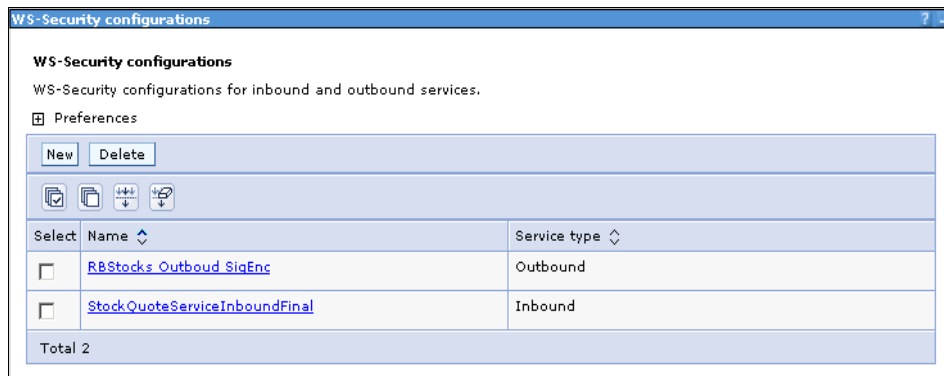 WS-Security configurations ? -
WS-Security configurations
WS-Security configurations for inbound and outbound services.
+ Preferences
New Delete
Select Name Service type
RBStocks Outboud SigEnc Outbound
StockQuoteServiceInboundFinal Inbound
Total 2